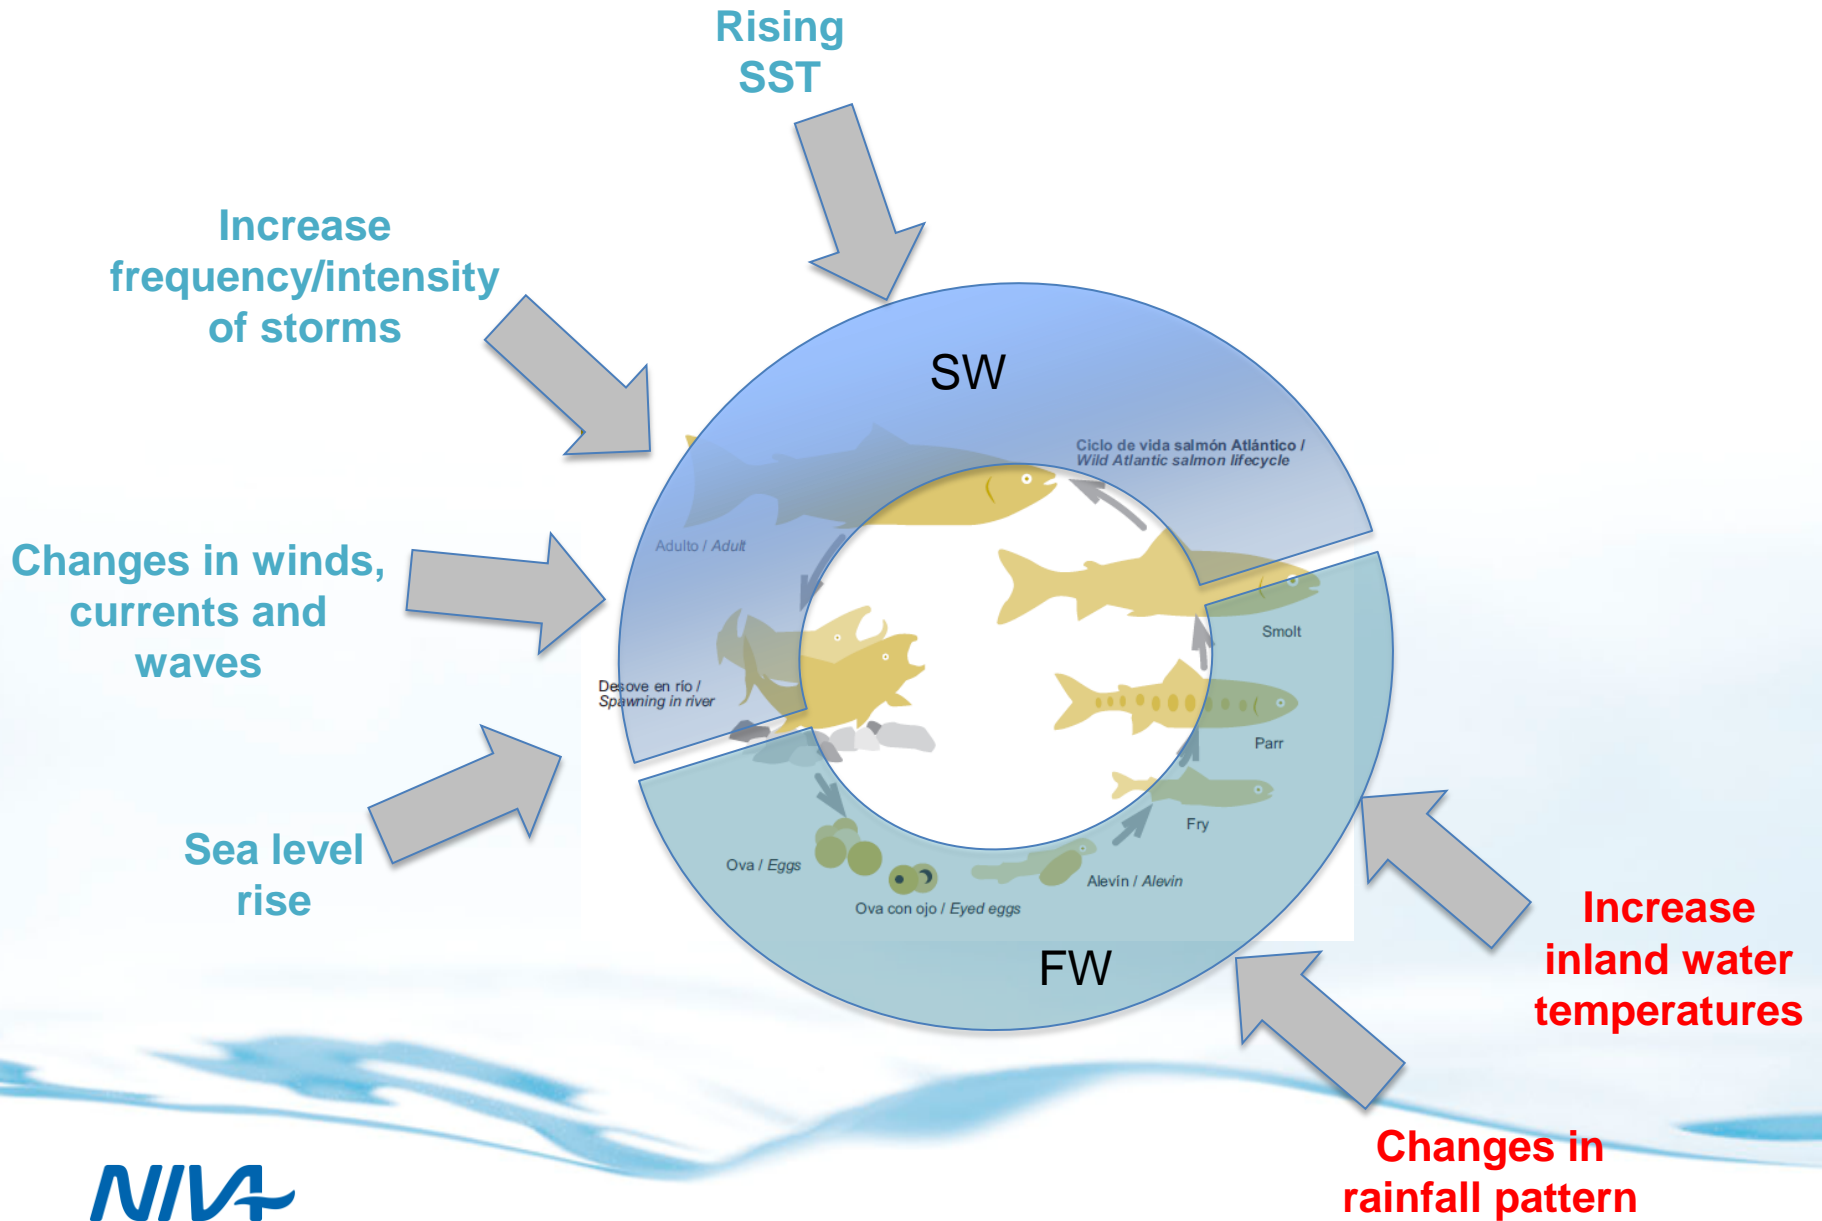 Rising
SST
Increase
frequency/intensity
of storms
SW
Ciclo de vida salmón Atlántico /
Wild Atlantic salmon lifecycle
Adulto / Adult
Changes in winds,
currents and
waves
Smolt
Desove en río /
Spawning in river
Parr
Fry
Sea level
rise
Ova / Eggs
Alevín / Alevin
Ova con ojo / Eyed eggs
FW
Increase
inland water
temperatures
Changes in
rainfall pattern
NIVA